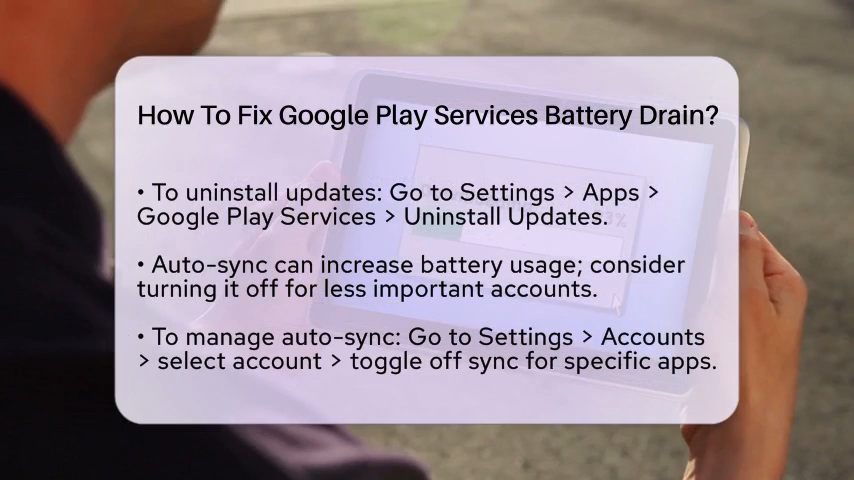 How To Fix Google Play Services Battery Drain?
• To uninstall updates: Go to Settings > Apps >
Google Play Services > Uninstall Updates.
• Auto-sync can increase battery usage; consider
turning it off for less important accounts.
• To manage auto-sync: Go to Settings > Accounts
> select account > toggle off sync for specific apps.